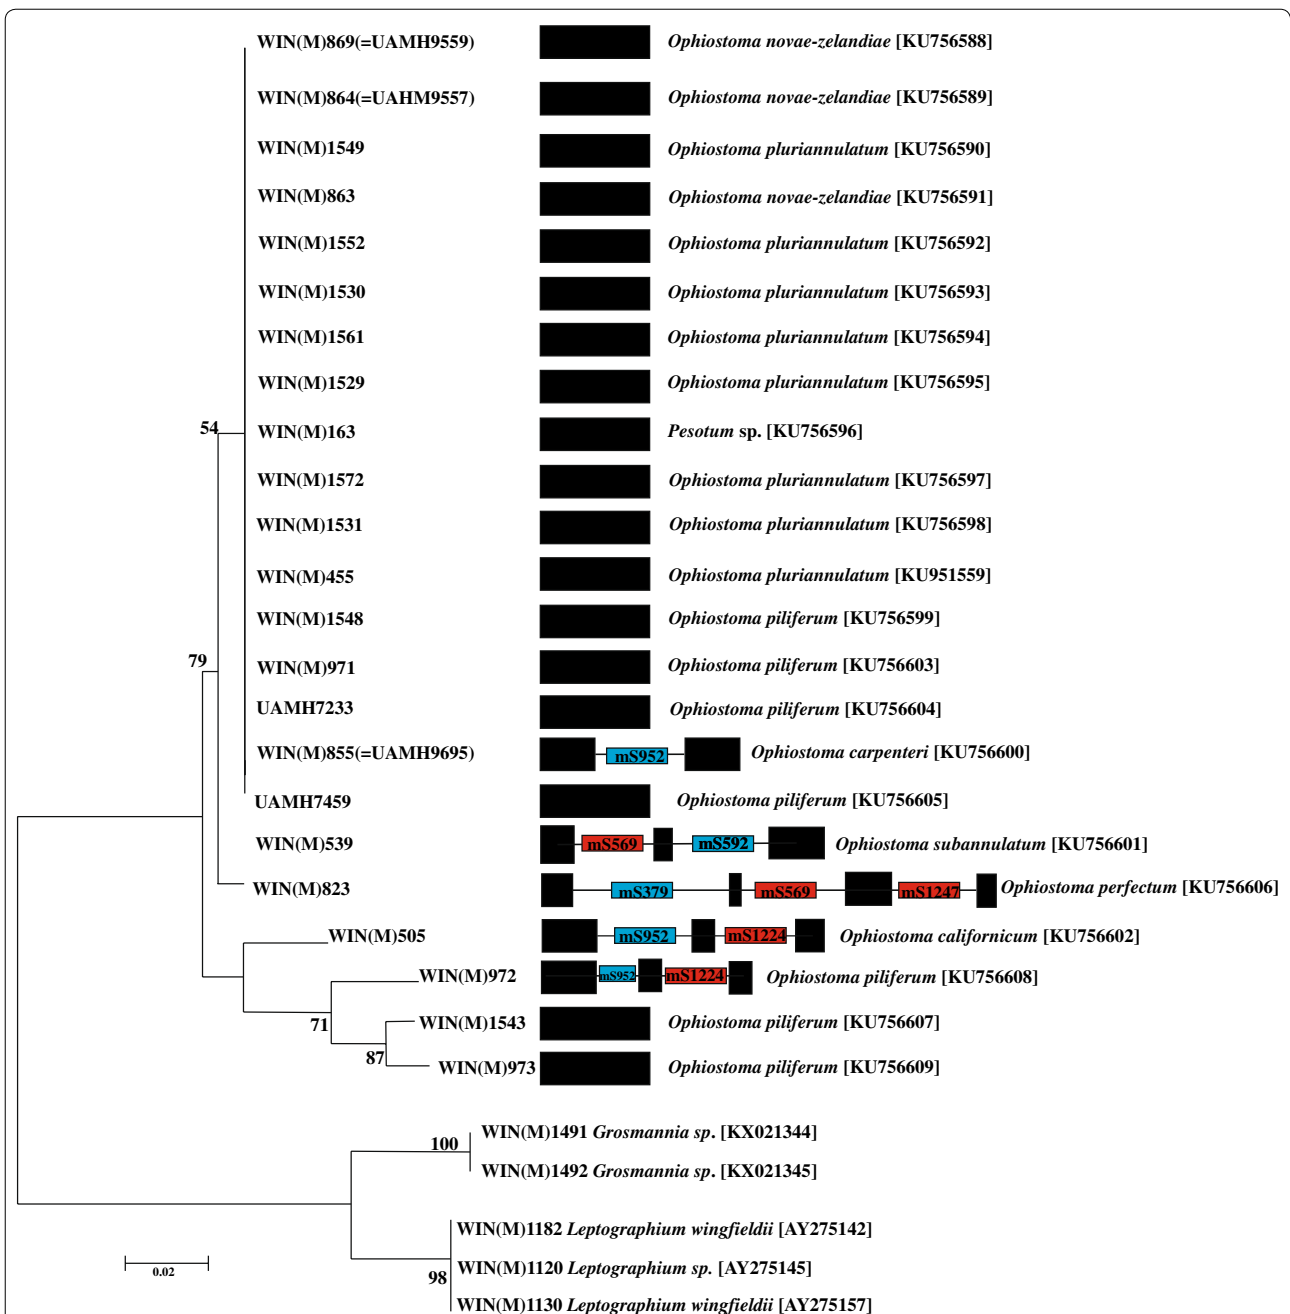 WIN(M)869(=UAMH9559) Ophiostoma novae-zelandiae [KU756588]
WIN(M)864(=UAHM9557) Ophiostoma novae-zelandiae [KU756589]
WIN(M)1549 Ophiostoma pluriannulatum [KU756590]
WIN(M)863 Ophiostoma novae-zelandiae [KU756591]
WIN(M)1552 Ophiostoma pluriannulatum [KU756592]
WIN(M)1530 Ophiostoma pluriannulatum [KU756593]
WIN(M)1561 Ophiostoma pluriannulatum [KU756594]
WIN(M)1529 Ophiostoma pluriannulatum [KU756595]
54 WIN(M)163 Pesotum sp. [KU756596]
WIN(M)1572 Ophiostoma pluriannulatum [KU756597]
WIN(M)1531 Ophiostoma pluriannulatum [KU756598]
WIN(M)455 Ophiostoma pluriannulatum [KU951559]
WIN(M)1548 Ophiostoma piliferum [KU756599]
79 WIN(M)971 Ophiostoma piliferum [KU756603]
UAMH7233 Ophiostoma piliferum [KU756604]
WIN(M)855(=UAMH9695) mS952 Ophiostoma carpenteri [KU756600]
UAMH7459 Ophiostoma piliferum [KU756605]
WIN(M)539 mS569 mS592 Ophiostoma subannulatum [KU756601]
WIN(M)823 mS379 mS569 mS1247 Ophiostoma perfectum [KU756606]
WIN(M)505 mS952 mS1224 Ophiostoma californicum [KU756602]
WIN(M)972 mS952 mS1224 Ophiostoma piliferum [KU756608]
71 WIN(M)1543 Ophiostoma piliferum [KU756607]
87 WIN(M)973 Ophiostoma piliferum [KU756609]
WIN(M)1491 Grosmannia sp. [KX021344]
100
WIN(M)1492 Grosmannia sp. [KX021345]
WIN(M)1182 Leptographium wingfieldii [AY275142]
0.02 WIN(M)1120 Leptographium sp. [AY275145]
98
WIN(M)1130 Leptographium wingfieldii [AY275157]